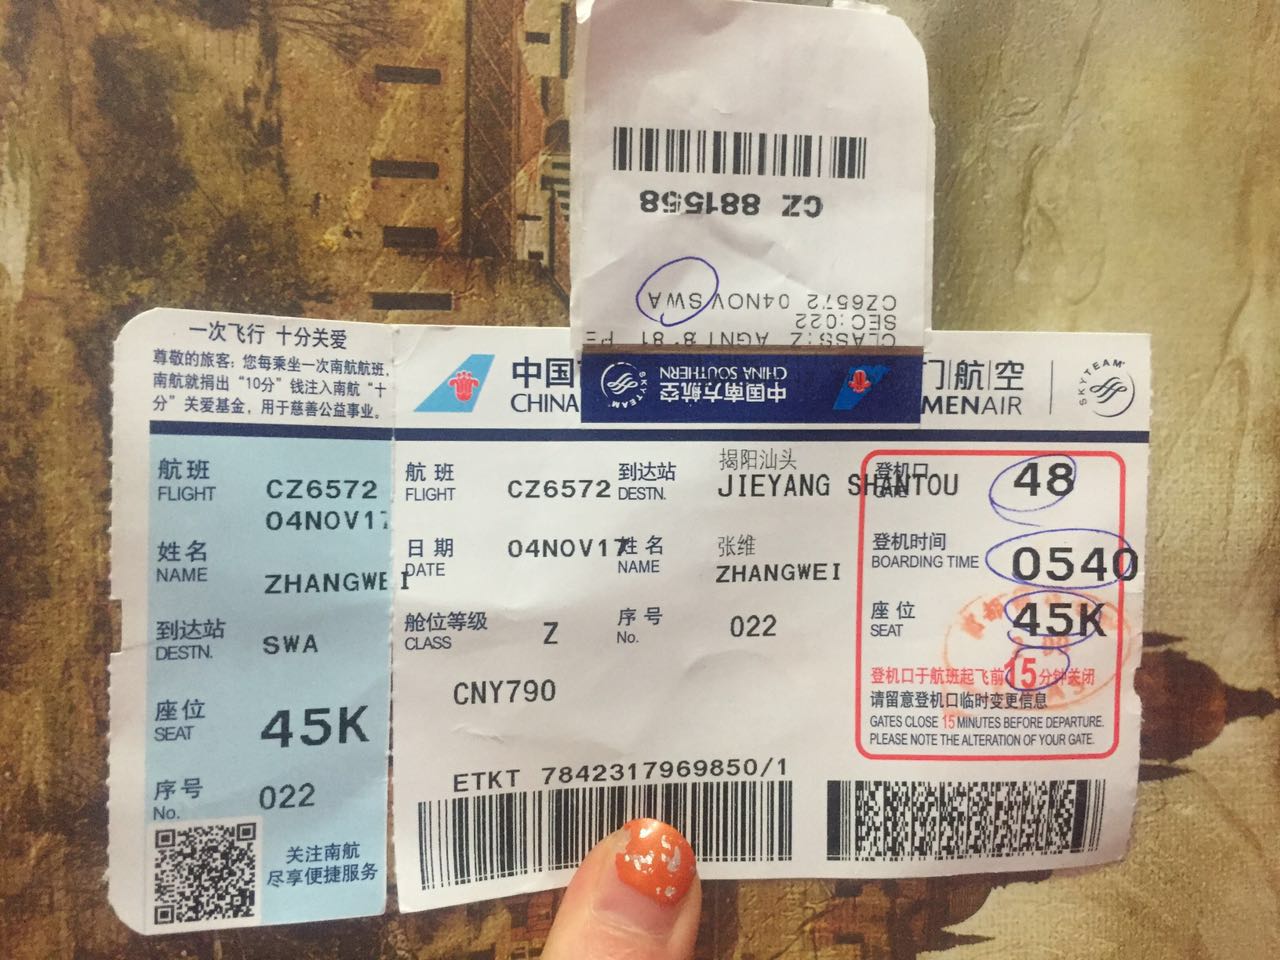 CZ 881558
CZ6572 04NOV SWA
SEC:022
CLASS:Z AGNT
中国南方航空
CHINA SOUTHERN
SKYTEAM
一次飞行 十分关爱
尊敬的旅客：您每乘坐一次南航航班,
南航就捐出“10分”钱注入南航“十
分”关爱基金，用于慈善公益事业。
航班
FLIGHT CZ6572
04NOV17
姓名
NAME ZHANGWEI
到达站
DESTN. SWA
座位
SEAT 45K
序号
No. 022
关注南航
尽享便捷服务
中国
CHINA
门航空
MENAIR
SKYTEAM
航班
FLIGHT CZ6572
到达站
DESTN.
揭阳汕头
JIEYANG SHANTOU
日期
DATE 04NOV17
姓名
NAME
张维
ZHANGWEI
舱位等级
CLASS Z
序号
No. 022
CNY790
ETKT 7842317969850/1
登机口
GATE 48
登机时间
BOARDING TIME 0540
座位
SEAT 45K
登机口于航班起飞前15分钟关闭
请留意登机口临时变更信息
GATES CLOSE 15 MINUTES BEFORE DEPARTURE.
PLEASE NOTE THE ALTERATION OF YOUR GATE.